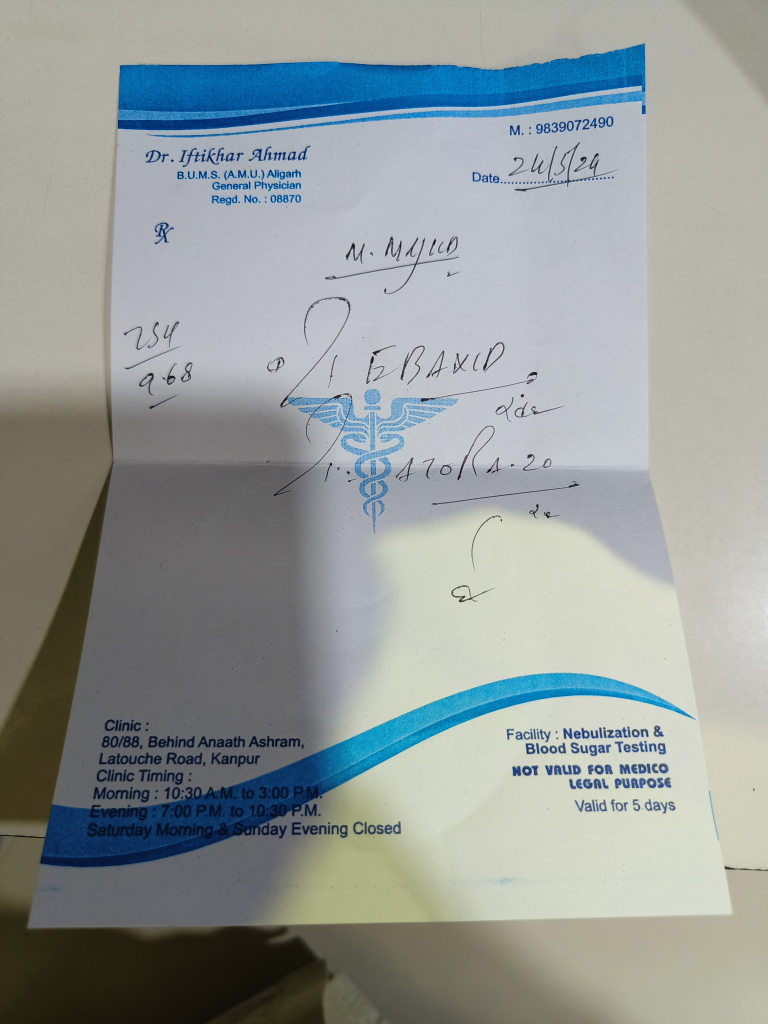 M. : 9839072490
Dr. Iftikhar Ahmad
B.U.M.S. (A.M.U.) Aligarh
General Physician
Regd. No. : 08870
Date 24/5/24
Rx
254
9.68
① EBAXID
ATORA-20
Clinic :
80/88, Behind Anaath Ashram,
Latouche Road, Kanpur
Clinic Timing :
Morning : 10:30 A.M. to 3:00 P.M.
Evening : 7:00 P.M. to 10:30 P.M.
Saturday Morning & Sunday Evening Closed
Facility : Nebulization &
Blood Sugar Testing
NOT VALID FOR MEDICO
LEGAL PURPOSE
Valid for 5 days